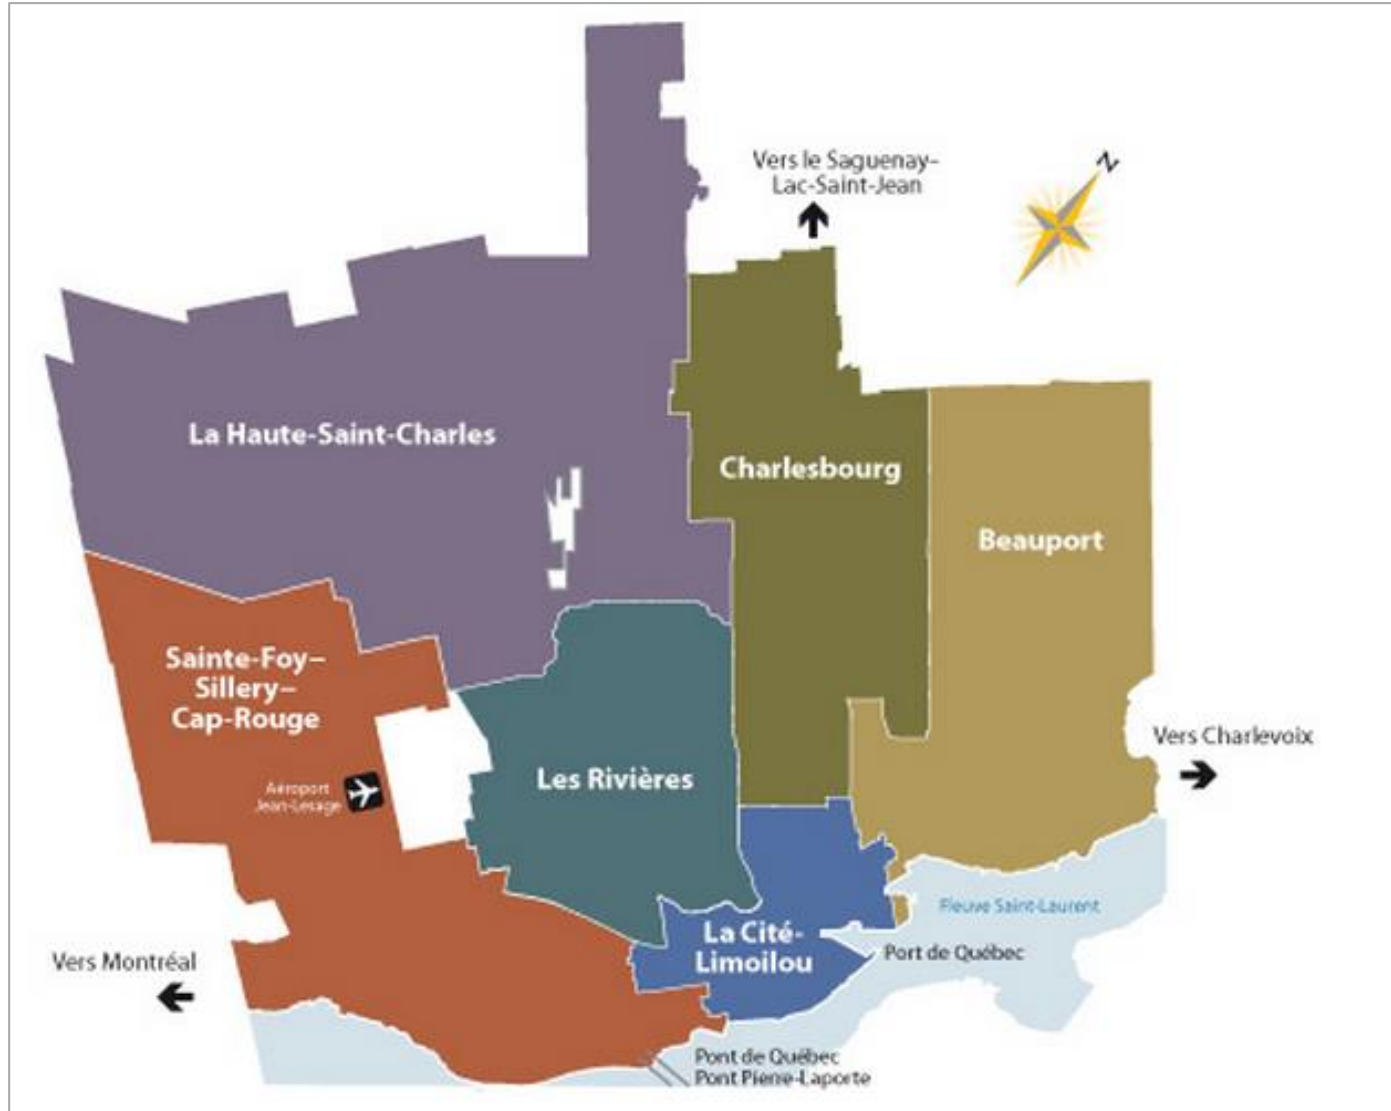 N
Vers le Saguenay–
Lac-Saint-Jean
La Haute-Saint-Charles
Charlesbourg
Beauport
Sainte-Foy–
Sillery–
Cap-Rouge
Vers Charlevoix
Les Rivières
Aéroport
Jean-Lesage
Fleuve Saint-Laurent
La Cité-
Limoilou
Port de Québec
Vers Montréal
Pont de Québec
Pont Pierre-Laporte